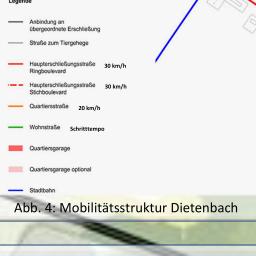 Legende
Anbindung an
übergeordnete Erschließung
Straße zum Tiergehege
Haupterschließungsstraße 30 km/h
Ringboulevard
Haupterschließungsstraße 30 km/h
Stichboulevard
Quartiersstraße 20 km/h
Wohnstraße Schritttempo
Quartiersgarage
Quartiersgarage optional
Stadtbahn
Abb. 4: Mobilitätsstruktur Dietenbach